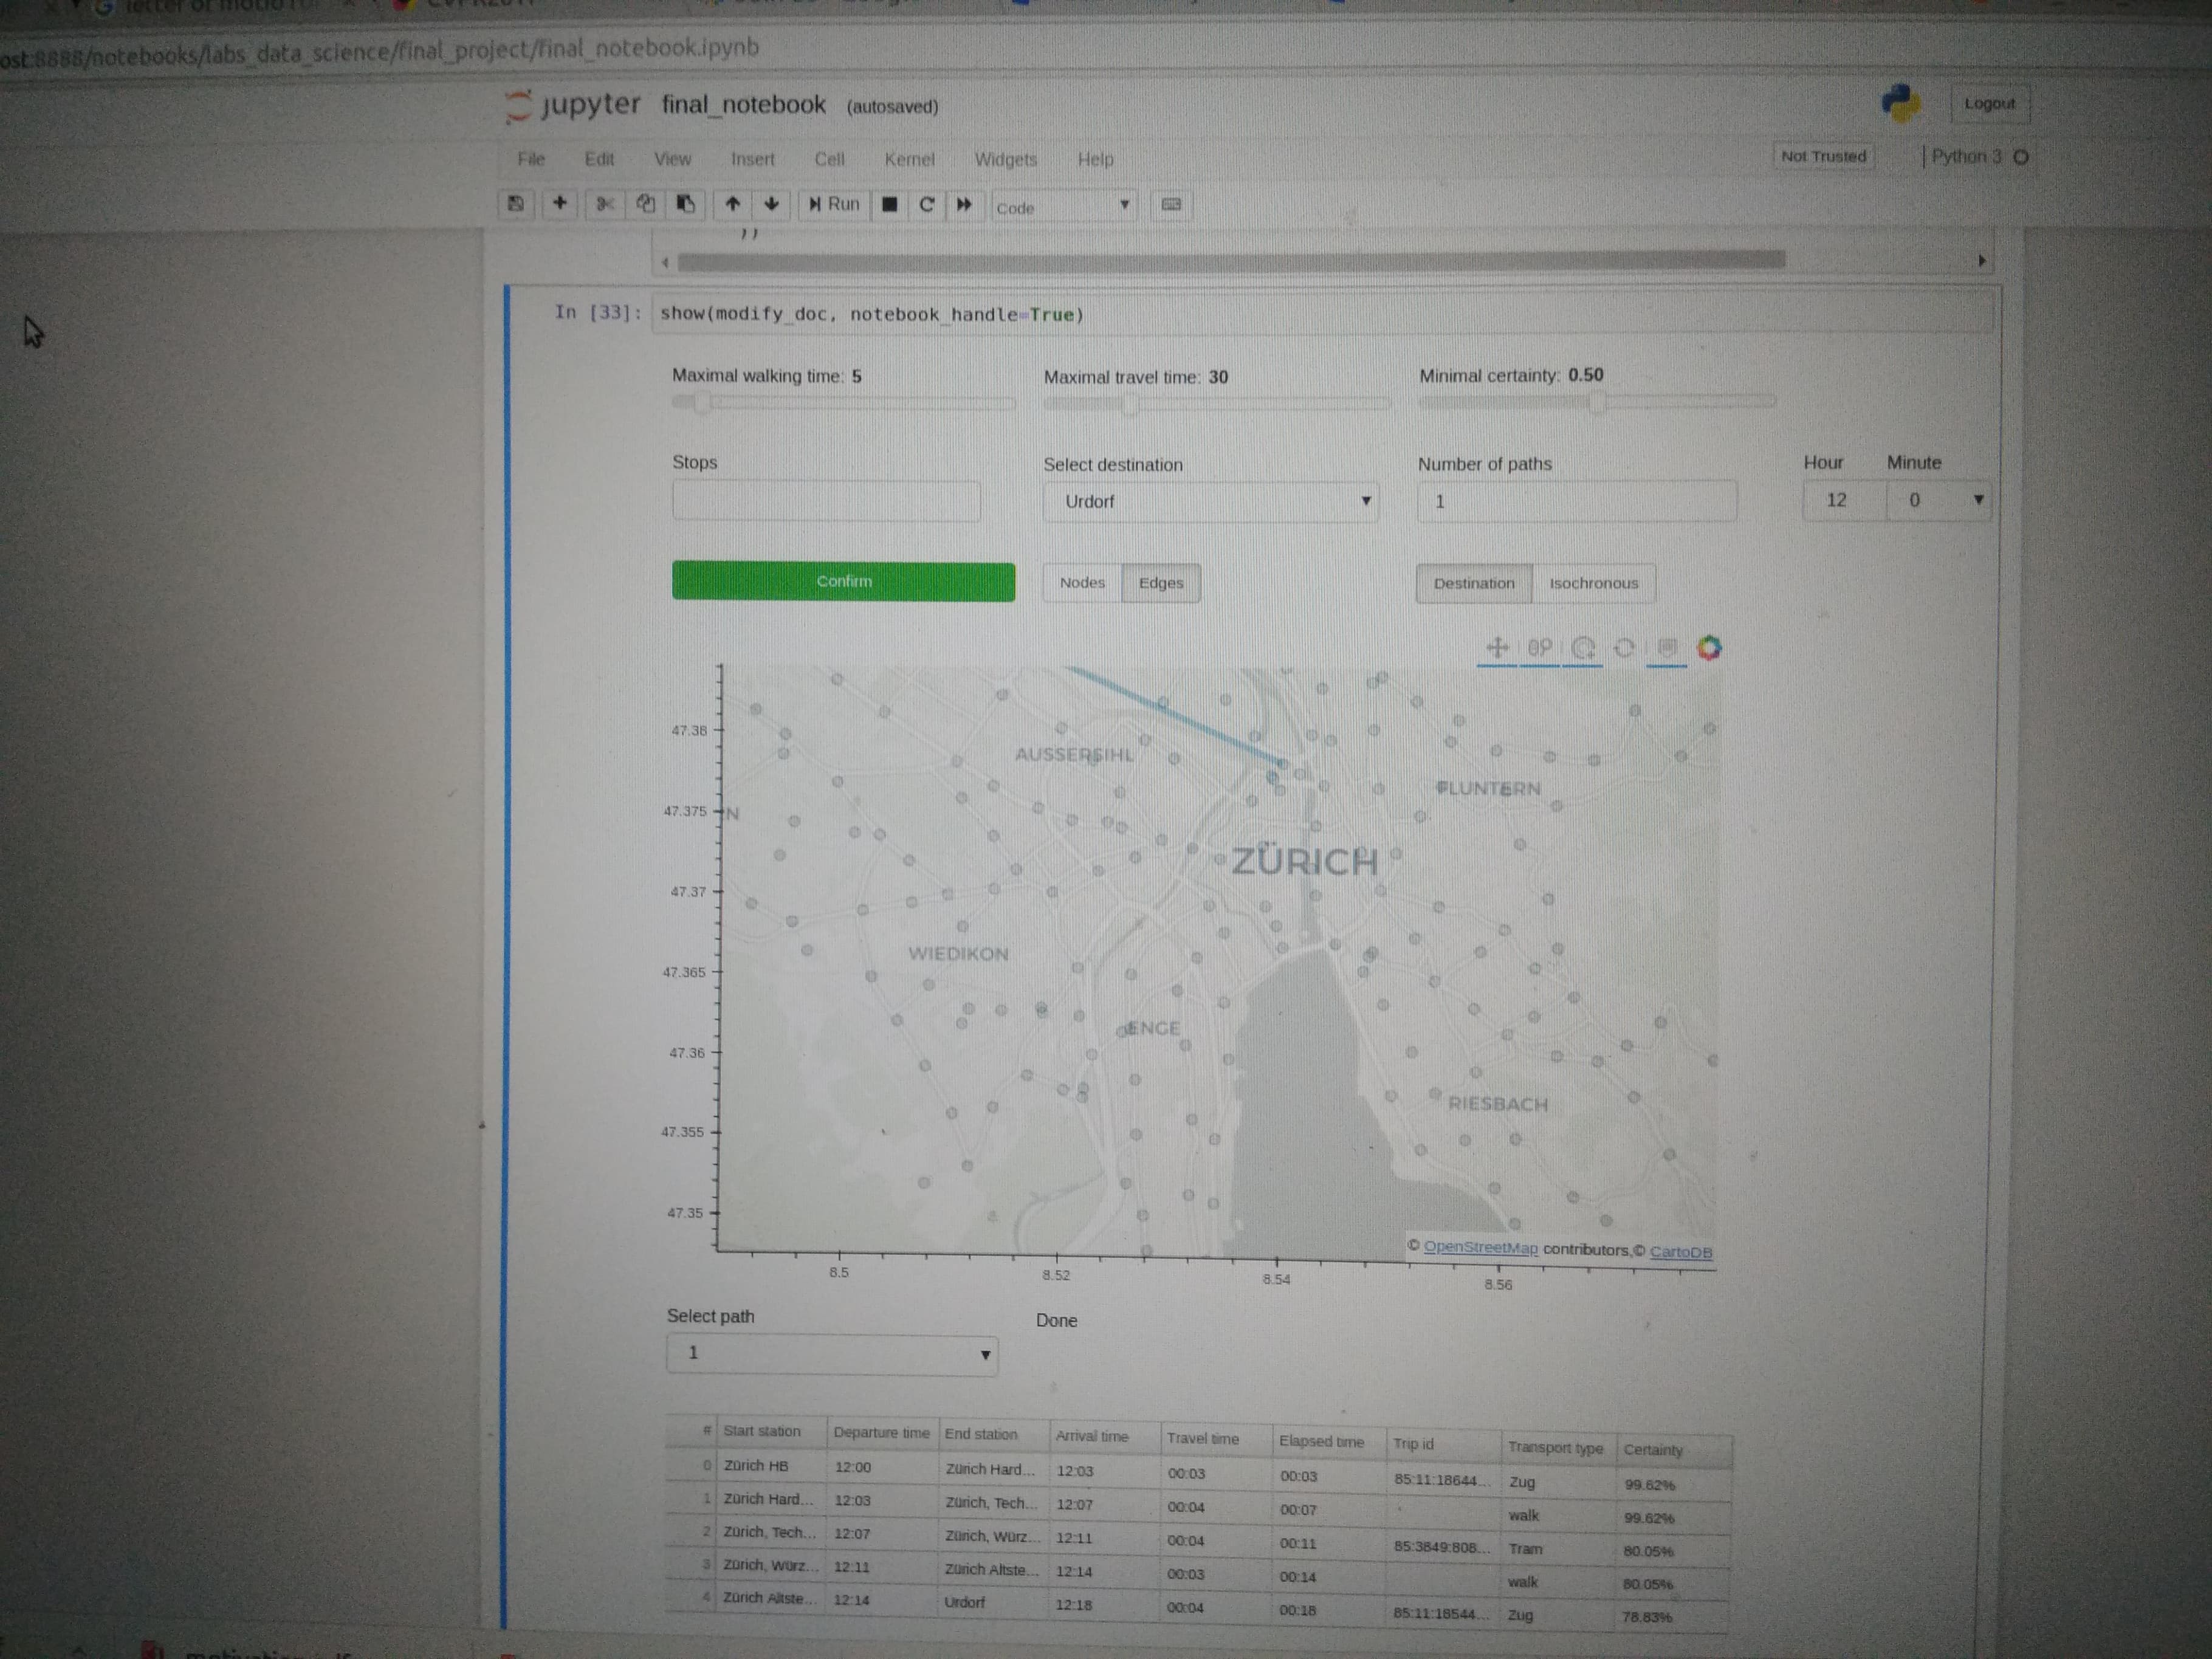 ost:8888/notebooks/labs_data_science/final_project/final_notebook.ipynb
jupyter final_notebook (autosaved) Logout
File Edit View Insert Cell Kernel Widgets Help Not Trusted Python 3
Run Code
))
In [33]: show(modify_doc, notebook_handle=True)
Maximal walking time: 5 Maximal travel time: 30 Minimal certainty: 0.50
Stops Select destination Number of paths Hour Minute
Urdorf 1 12 0
Confirm Nodes Edges Destination Isochronous
47.38
AUSSERSIHL
FLUNTERN
47.375 N
ZÜRICH
47.37
WIEDIKON
47.365
ENGE
47.36
RIESBACH
47.355
47.35
© OpenStreetMap contributors,© CartoDB
8.5 8.52 8.54 8.56
Select path Done
1
# Start station Departure time End station Arrival time Travel time Elapsed time Trip id Transport type Certainty
0 Zürich HB 12:00 Zürich Hard... 12:03 00:03 00:03 85:11:18644... Zug 99.62%
1 Zürich Hard... 12:03 Zürich, Tech... 12:07 00:04 00:07 walk 99.62%
2 Zürich, Tech... 12:07 Zürich, Würz... 12:11 00:04 00:11 85:3849:808... Tram 80.05%
3 Zürich, Würz... 12:11 Zürich Altste... 12:14 00:03 00:14 walk 80.05%
4 Zürich Altste... 12:14 Urdorf 12:18 00:04 00:18 85:11:18544... Zug 78.83%